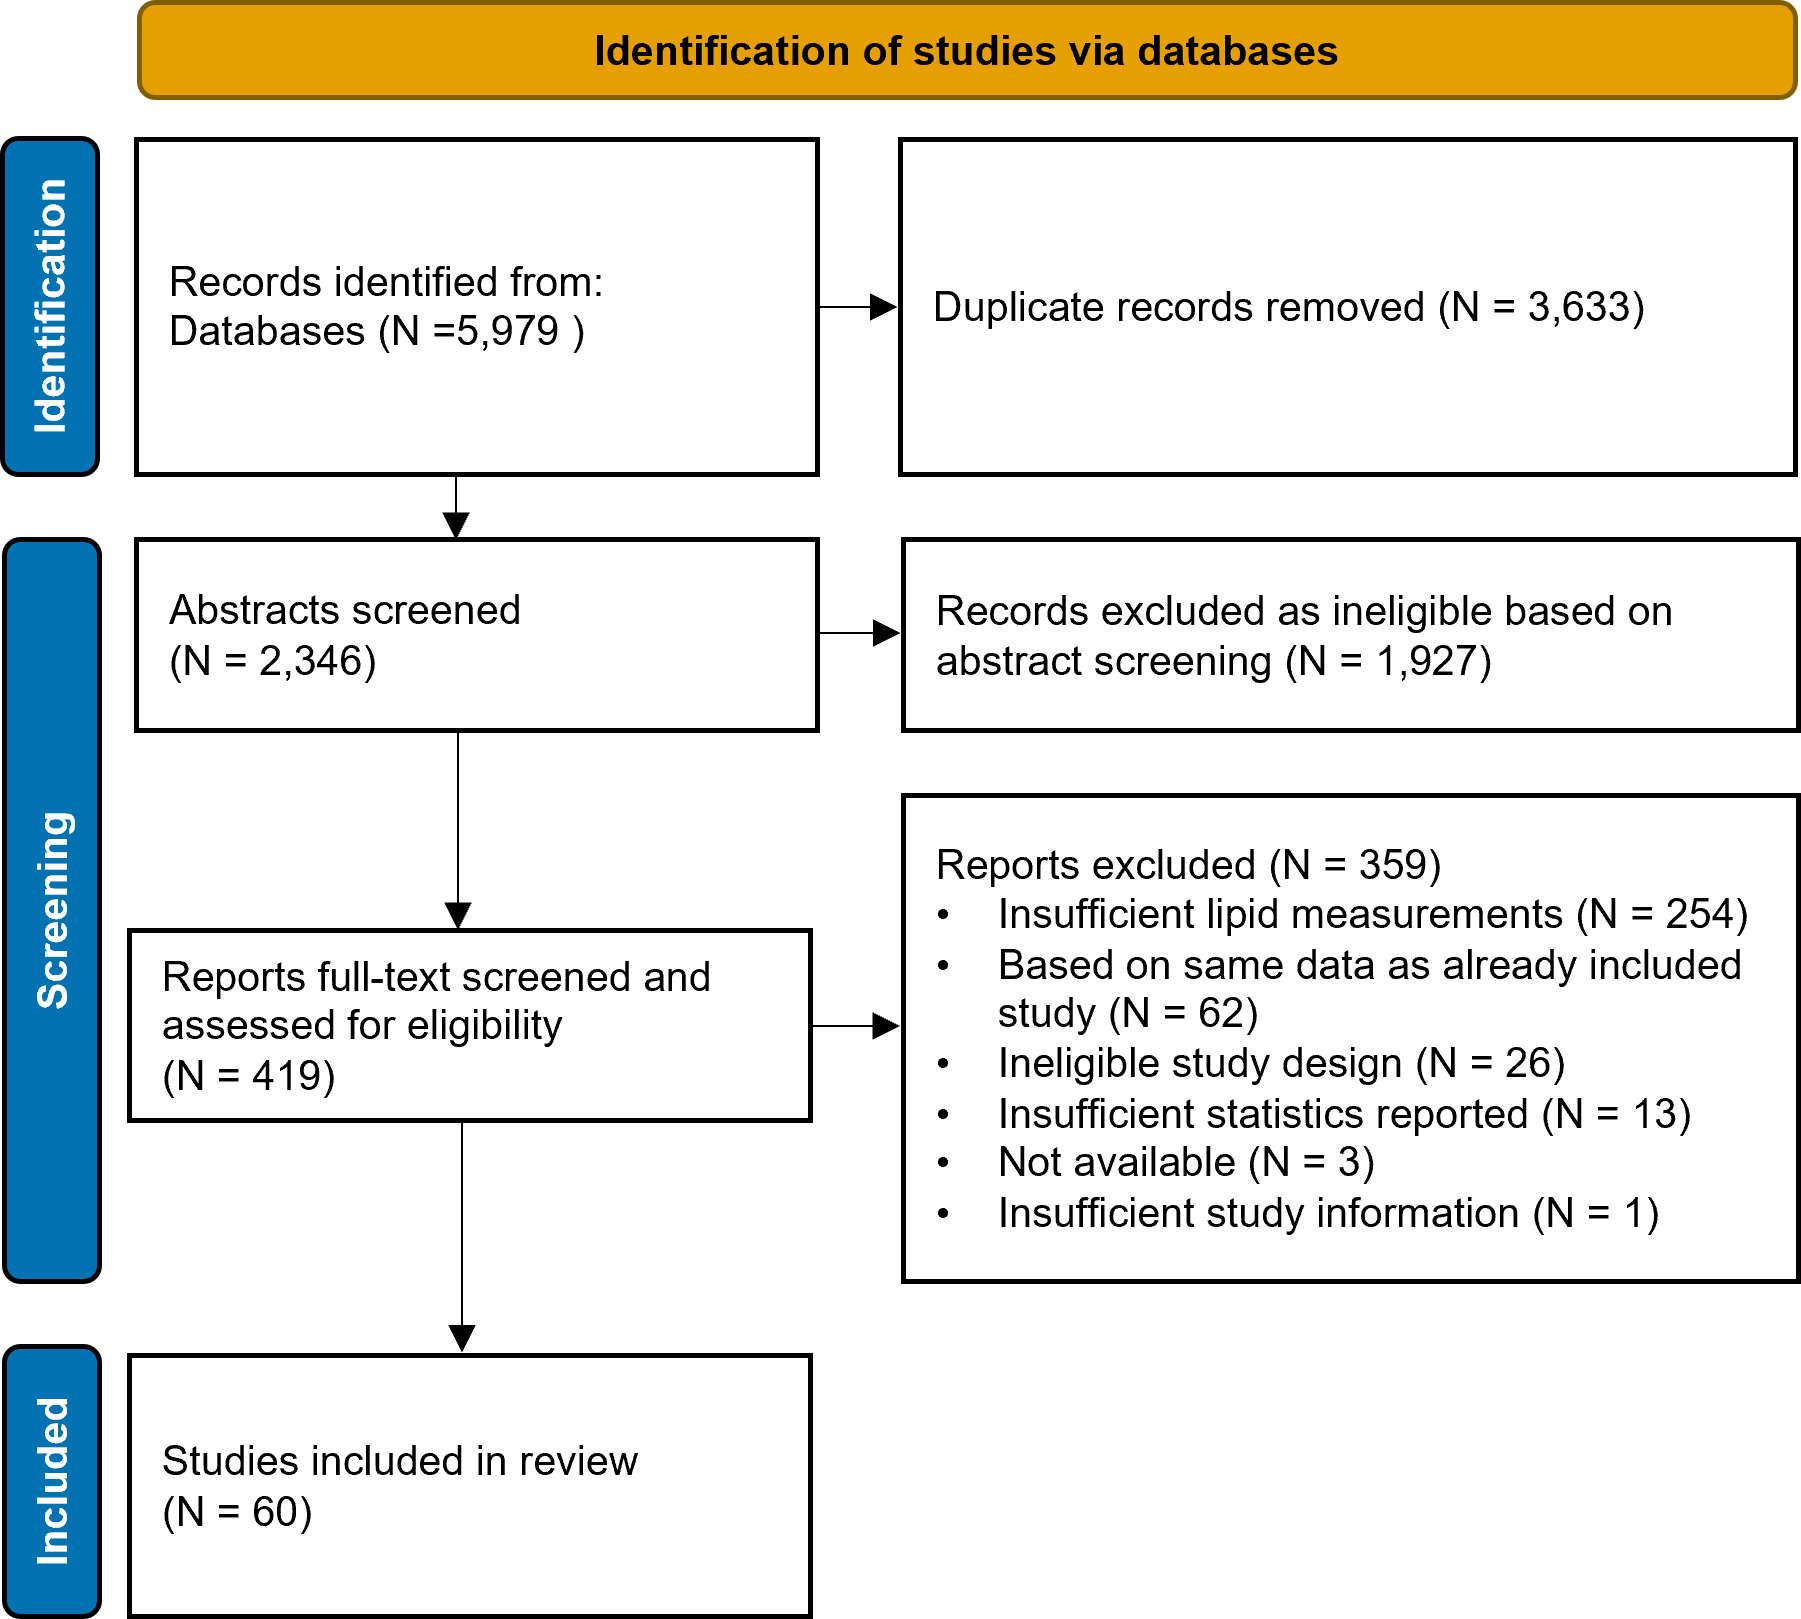 Identification of studies via databases
Identification
Records identified from:
Databases (N =5,979 )
Duplicate records removed (N = 3,633)
Screening
Abstracts screened
(N = 2,346)
Records excluded as ineligible based on
abstract screening (N = 1,927)
Reports full-text screened and
assessed for eligibility
(N = 419)
Reports excluded (N = 359)
• Insufficient lipid measurements (N = 254)
• Based on same data as already included
study (N = 62)
• Ineligible study design (N = 26)
• Insufficient statistics reported (N = 13)
• Not available (N = 3)
• Insufficient study information (N = 1)
Included
Studies included in review
(N = 60)